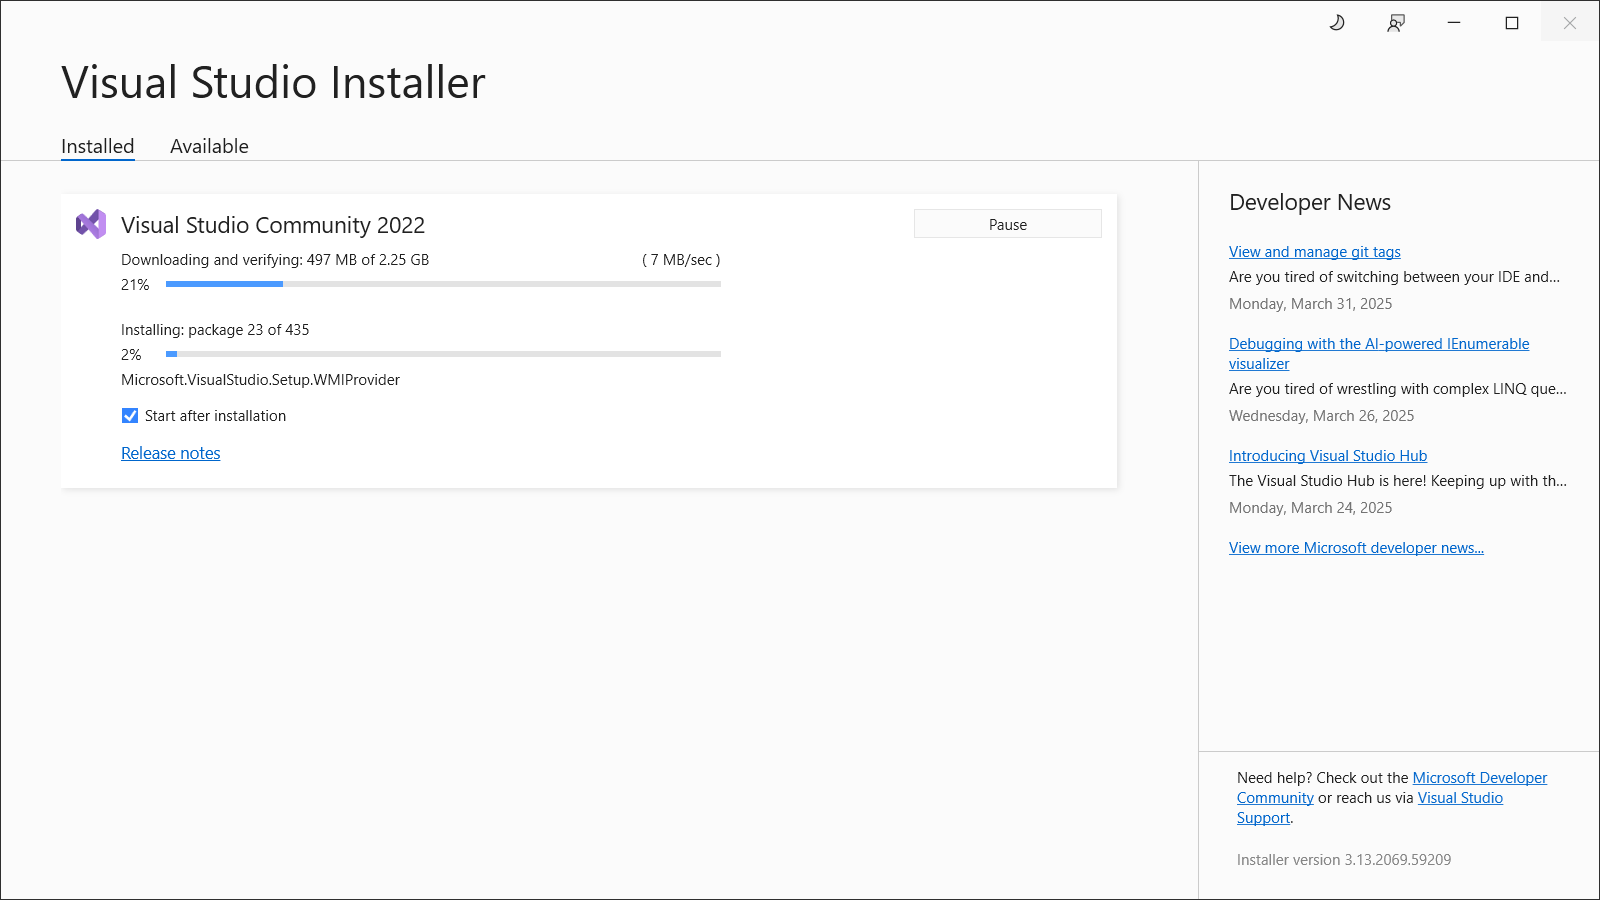 Visual Studio Installer
Installed
Available
Visual Studio Community 2022
Pause
Downloading and verifying: 497 MB of 2.25 GB
( 7 MB/sec )
21%
Installing: package 23 of 435
2%
Microsoft.VisualStudio.Setup.WMIProvider
Start after installation
Release notes
Developer News
View and manage git tags
Are you tired of switching between your IDE and...
Monday, March 31, 2025
Debugging with the AI-powered IEnumerable
visualizer
Are you tired of wrestling with complex LINQ que...
Wednesday, March 26, 2025
Introducing Visual Studio Hub
The Visual Studio Hub is here! Keeping up with th...
Monday, March 24, 2025
View more Microsoft developer news...
Need help? Check out the Microsoft Developer
Community or reach us via Visual Studio
Support.
Installer version 3.13.2069.59209